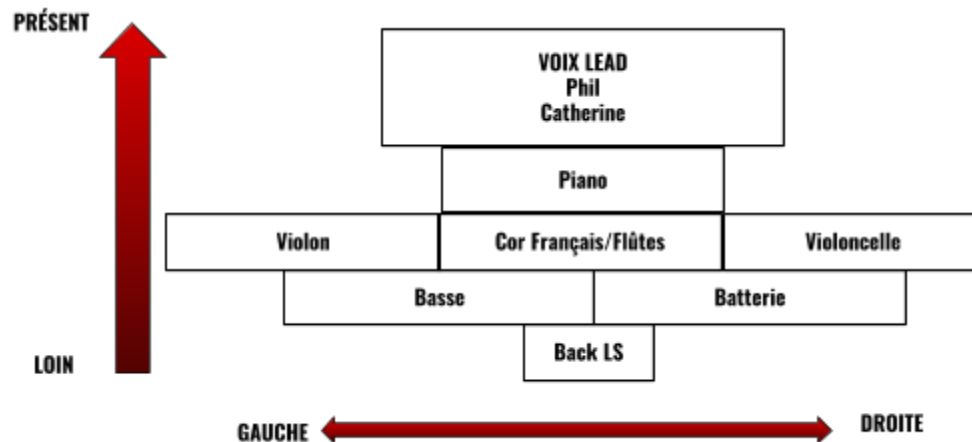 PRÉSENT
VOIX LEAD
Phil
Catherine
Piano
Violon
Cor Français/Flûtes
Violoncelle
Basse
Batterie
Back LS
LOIN
GAUCHE
DROITE